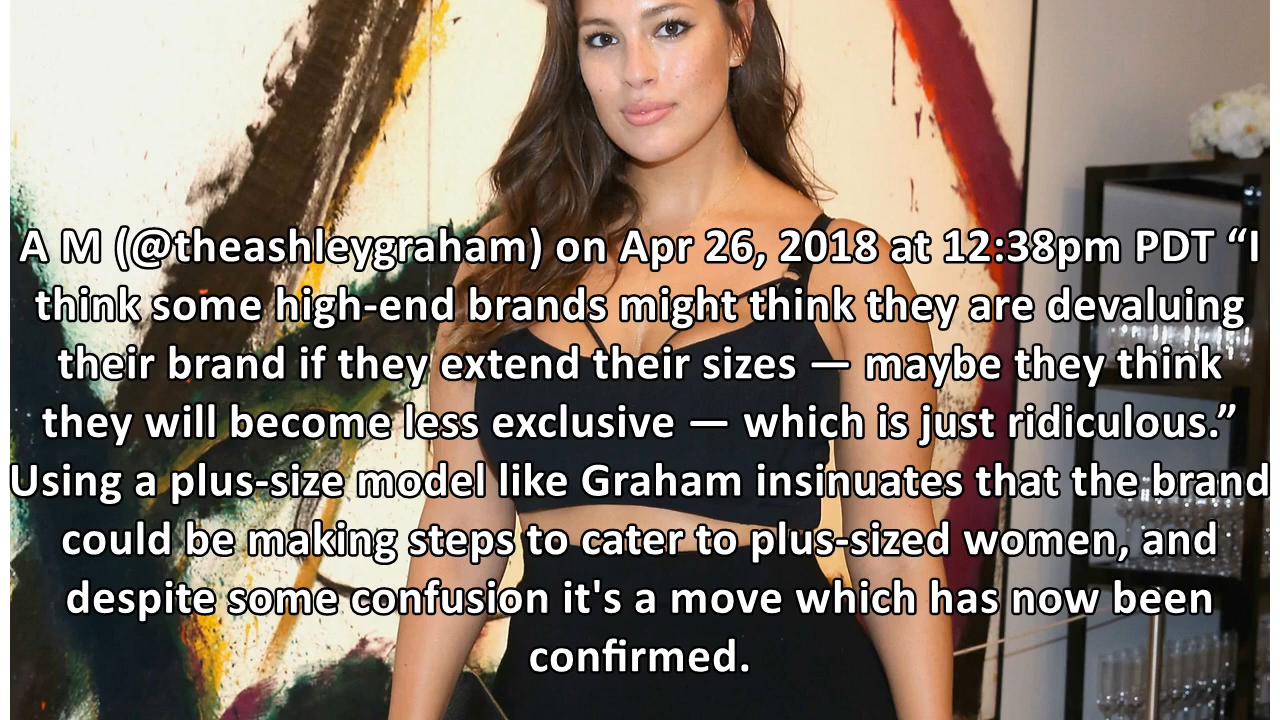 A M (@theashleygraham) on Apr 26, 2018 at 12:38pm PDT “I
think some high-end brands might think they are devaluing
their brand if they extend their sizes — maybe they think
they will become less exclusive — which is just ridiculous.”
Using a plus-size model like Graham insinuates that the brand
could be making steps to cater to plus-sized women, and
despite some confusion it's a move which has now been
confirmed.